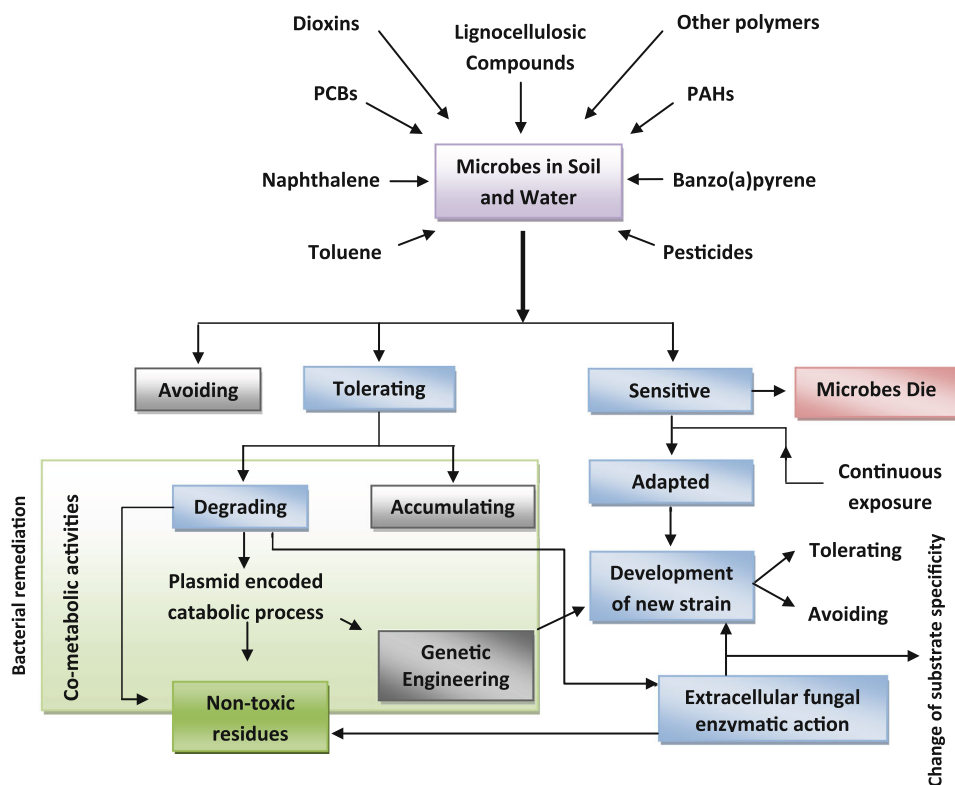 Dioxins
Lignocellulosic
Compounds
Other polymers
PCBs
PAHs
Microbes in Soil
and Water
Naphthalene
Banzo(a)pyrene
Toluene
Pesticides
Avoiding
Tolerating
Sensitive
Microbes Die
Continuous
exposure
Adapted
Degrading
Accumulating
Bacterial remediation
Co-metabolic activities
Plasmid encoded
catabolic process
Development
of new strain
Tolerating
Avoiding
Genetic
Engineering
Non-toxic
residues
Extracellular fungal
enzymatic action
Change of substrate specificity